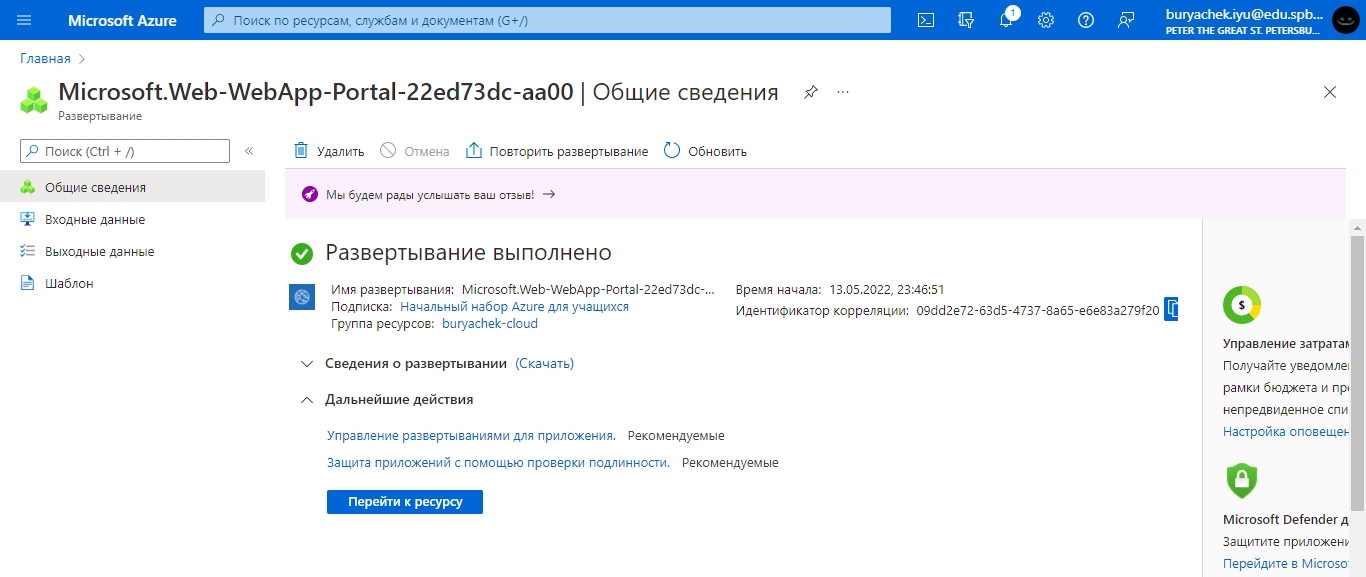 Microsoft Azure
Поиск по ресурсам, службам и документам (G+/)
1
buryachek.iyu@edu.spb...
PETER THE GREAT ST. PETERSBU...
Главная
Microsoft.Web-WebApp-Portal-22ed73dc-aa00 | Общие сведения
Развертывание
Поиск (Ctrl + /)
Удалить
Отмена
Повторить развертывание
Обновить
Общие сведения
Входные данные
Выходные данные
Шаблон
Мы будем рады услышать ваш отзыв!
Развертывание выполнено
Имя развертывания: Microsoft.Web-WebApp-Portal-22ed73dc-...
Подписка: Начальный набор Azure для учащихся
Группа ресурсов: buryachek-cloud
Время начала: 13.05.2022, 23:46:51
Идентификатор корреляции: 09dd2e72-63d5-4737-8a65-e6e83a279f20
Сведения о развертывании (Скачать)
Дальнейшие действия
Управление развертываниями для приложения. Рекомендуемые
Защита приложений с помощью проверки подлинности. Рекомендуемые
Перейти к ресурсу
$
Управление затратам
Получайте уведомле
рамки бюджета и пр
непредвиденное спи
Настройка оповещен
Microsoft Defender д
Защитите приложени
Перейдите в Microso